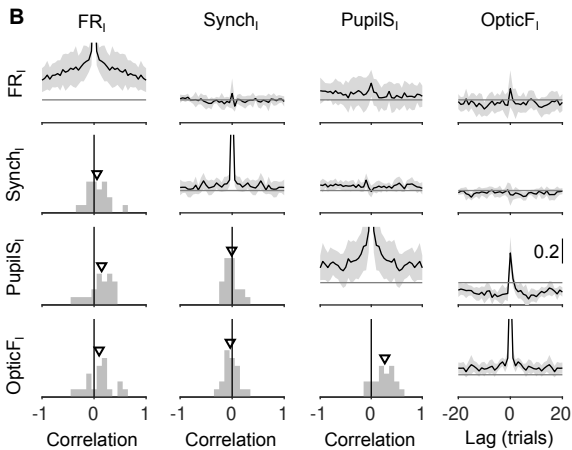 B
FR_I
Synch_I
PupilS_I
OpticF_I
FR_I
Synch_I
PupilS_I
0.2
OpticF_I
-1 0 1 -1 0 1 -1 0 1 -20 0 20
Correlation Correlation Correlation Lag (trials)